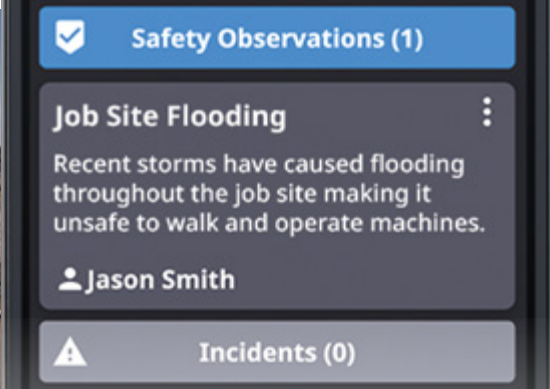 Safety Observations (1)
Job Site Flooding
Recent storms have caused flooding
throughout the job site making it
unsafe to walk and operate machines.
Jason Smith
Incidents (0)